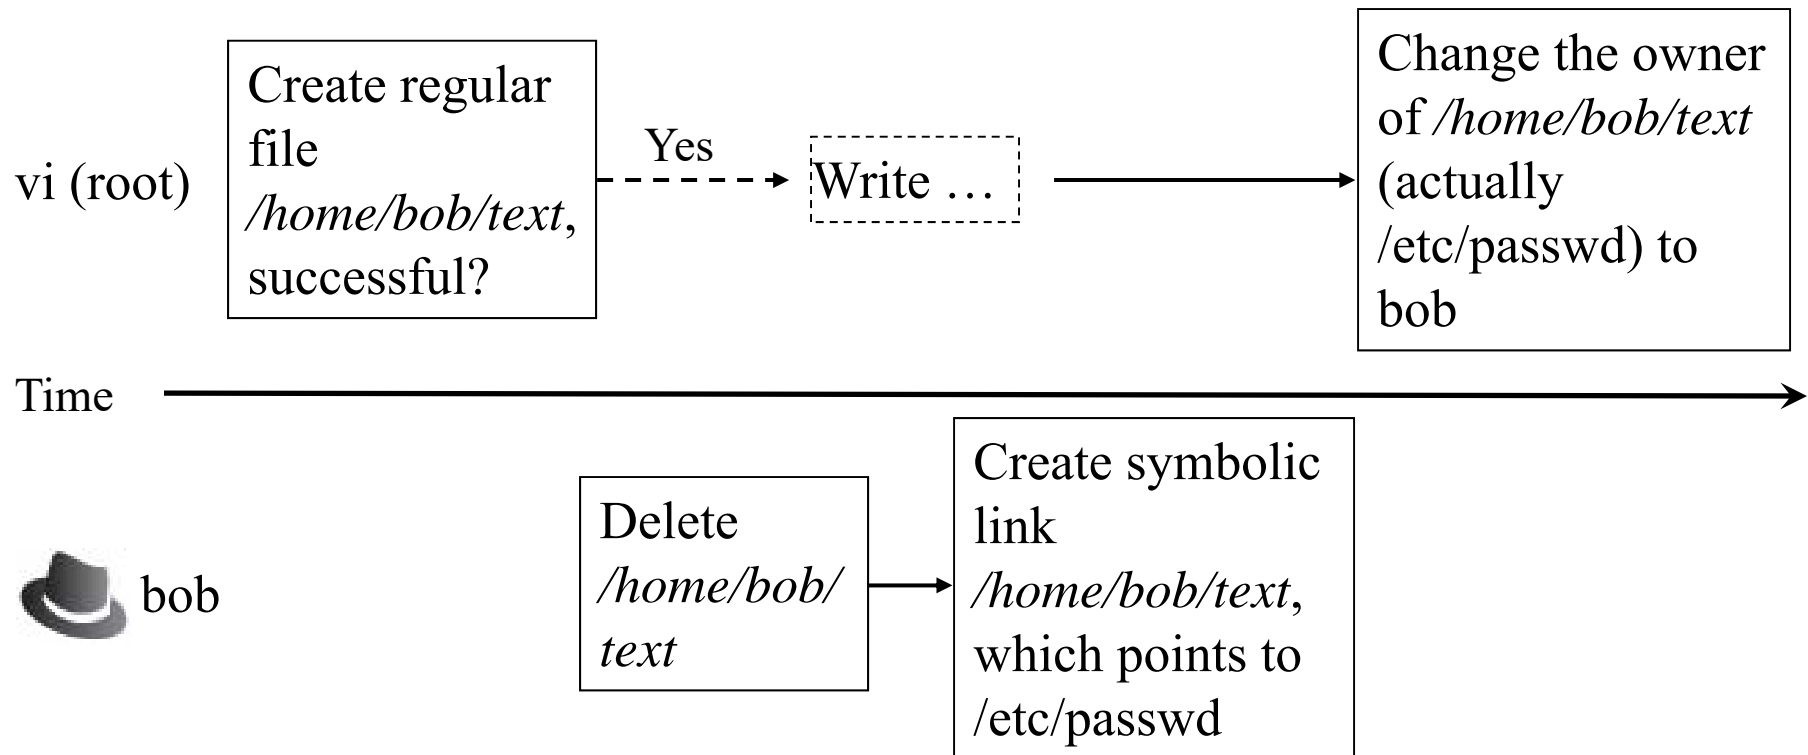 vi (root)
Create regular
file
/home/bob/text,
successful?
Yes
Write …
Change the owner
of /home/bob/text
(actually
/etc/passwd) to
bob
Time
bob
Delete
/home/bob/
text
Create symbolic
link
/home/bob/text,
which points to
/etc/passwd